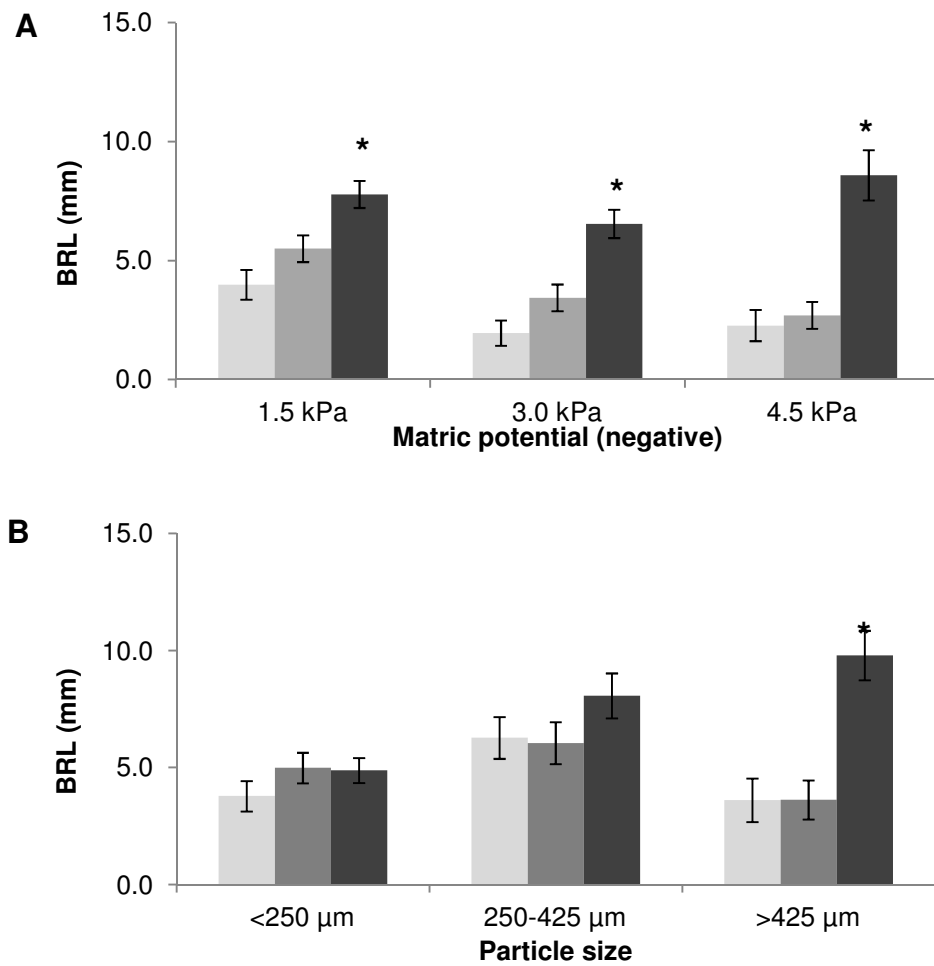 A
15.0
10.0
5.0
0.0
BRL (mm)
*
*
*
1.5 kPa 3.0 kPa 4.5 kPa
Matric potential (negative)
B
15.0
10.0
5.0
0.0
BRL (mm)
*
<250 µm 250-425 µm >425 µm
Particle size